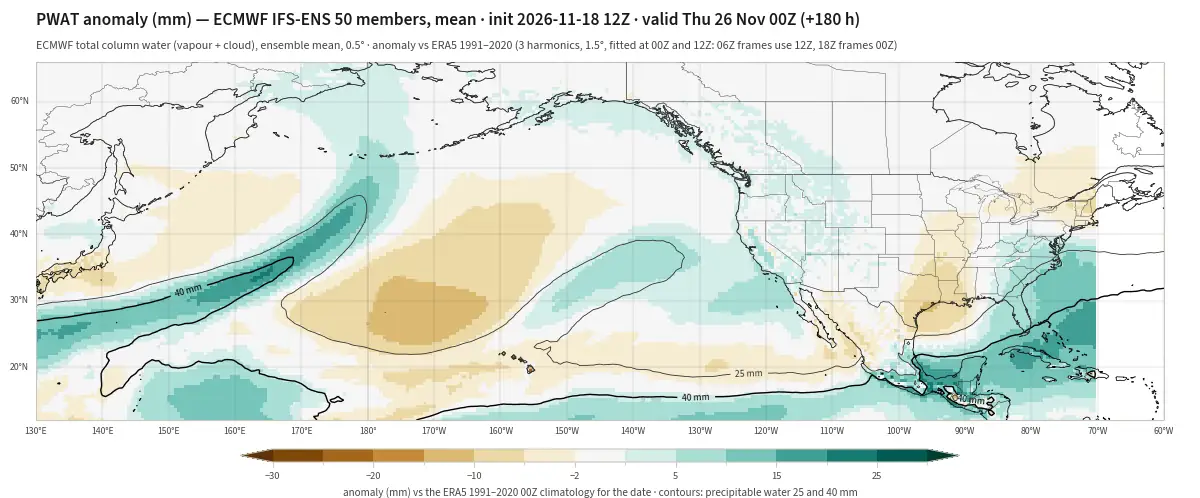 PWAT anomaly (mm) — ECMWF IFS-ENS 50 members, mean · init 2026-11-18 12Z · valid Thu 26 Nov 00Z (+180 h)
ECMWF total column water (vapour + cloud), ensemble mean, 0.5° · anomaly vs ERA5 1991–2020 (3 harmonics, 1.5°, fitted at 00Z and 12Z: 06Z frames use 12Z, 18Z frames 00Z)
60°N
50°N
40°N
30°N
20°N
40 mm
25 mm
40 mm
40 mm
130°E 140°E 150°E 160°E 170°E 180° 170°W 160°W 150°W 140°W 130°W 120°W 110°W 100°W 90°W 80°W 70°W 60°W
−30 −20 −10 −2 5 15 25
anomaly (mm) vs the ERA5 1991–2020 00Z climatology for the date · contours: precipitable water 25 and 40 mm